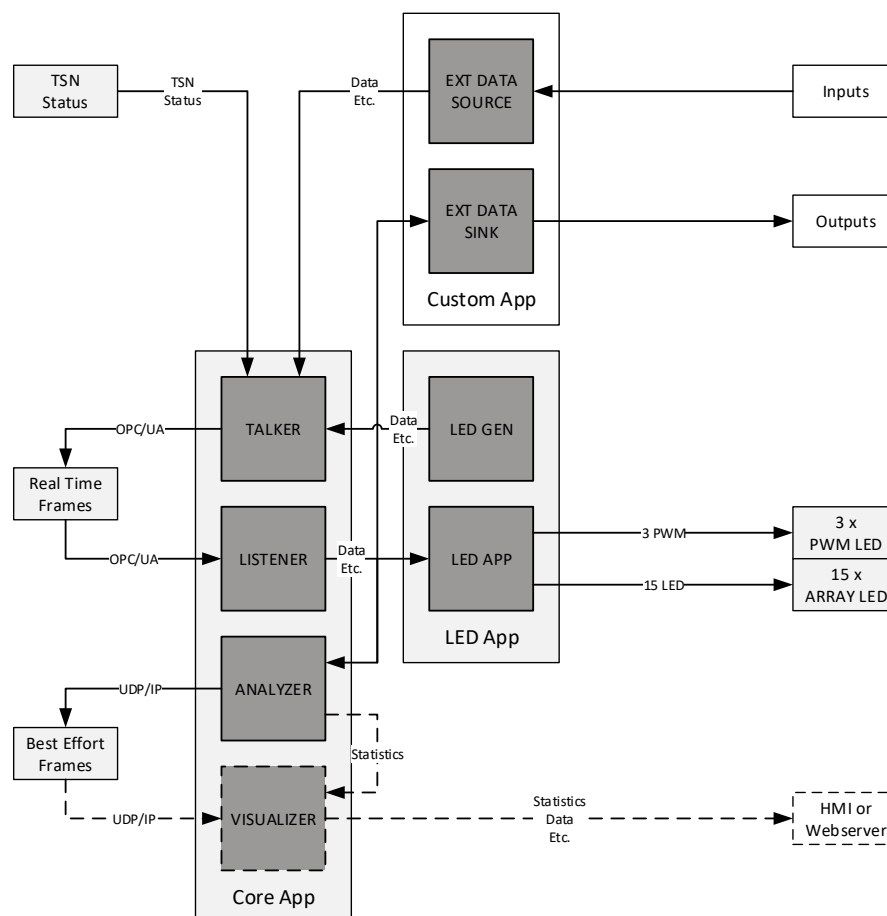 TSN
Status
TSN
Status
Data
Etc.
EXT DATA
SOURCE
Inputs
EXT DATA
SINK
Outputs
Custom App
OPC/UA
TALKER
Data
Etc.
LED GEN
Real Time
Frames
OPC/UA
LISTENER
Data
Etc.
LED APP
3 PWM
3 x
PWM LED
15 LED
15 x
ARRAY LED
LED App
UDP/IP
ANALYZER
Best Effort
Frames
Statistics
UDP/IP
VISUALIZER
Statistics
Data
Etc.
HMI or
Webserver
Core App